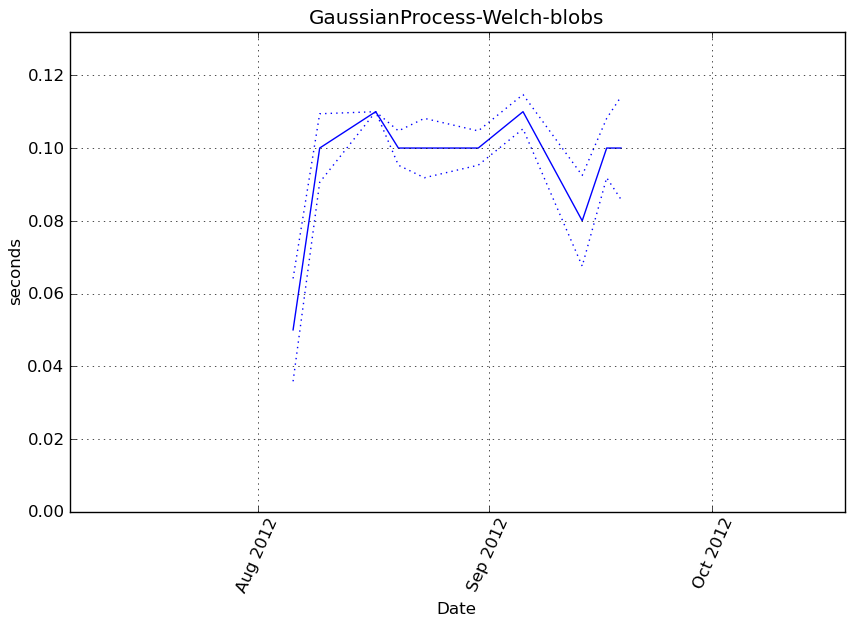 GaussianProcess-Welch-blobs
0.12
0.10
0.08
0.06
0.04
0.02
0.00
seconds
Aug 2012
Sep 2012
Oct 2012
Date